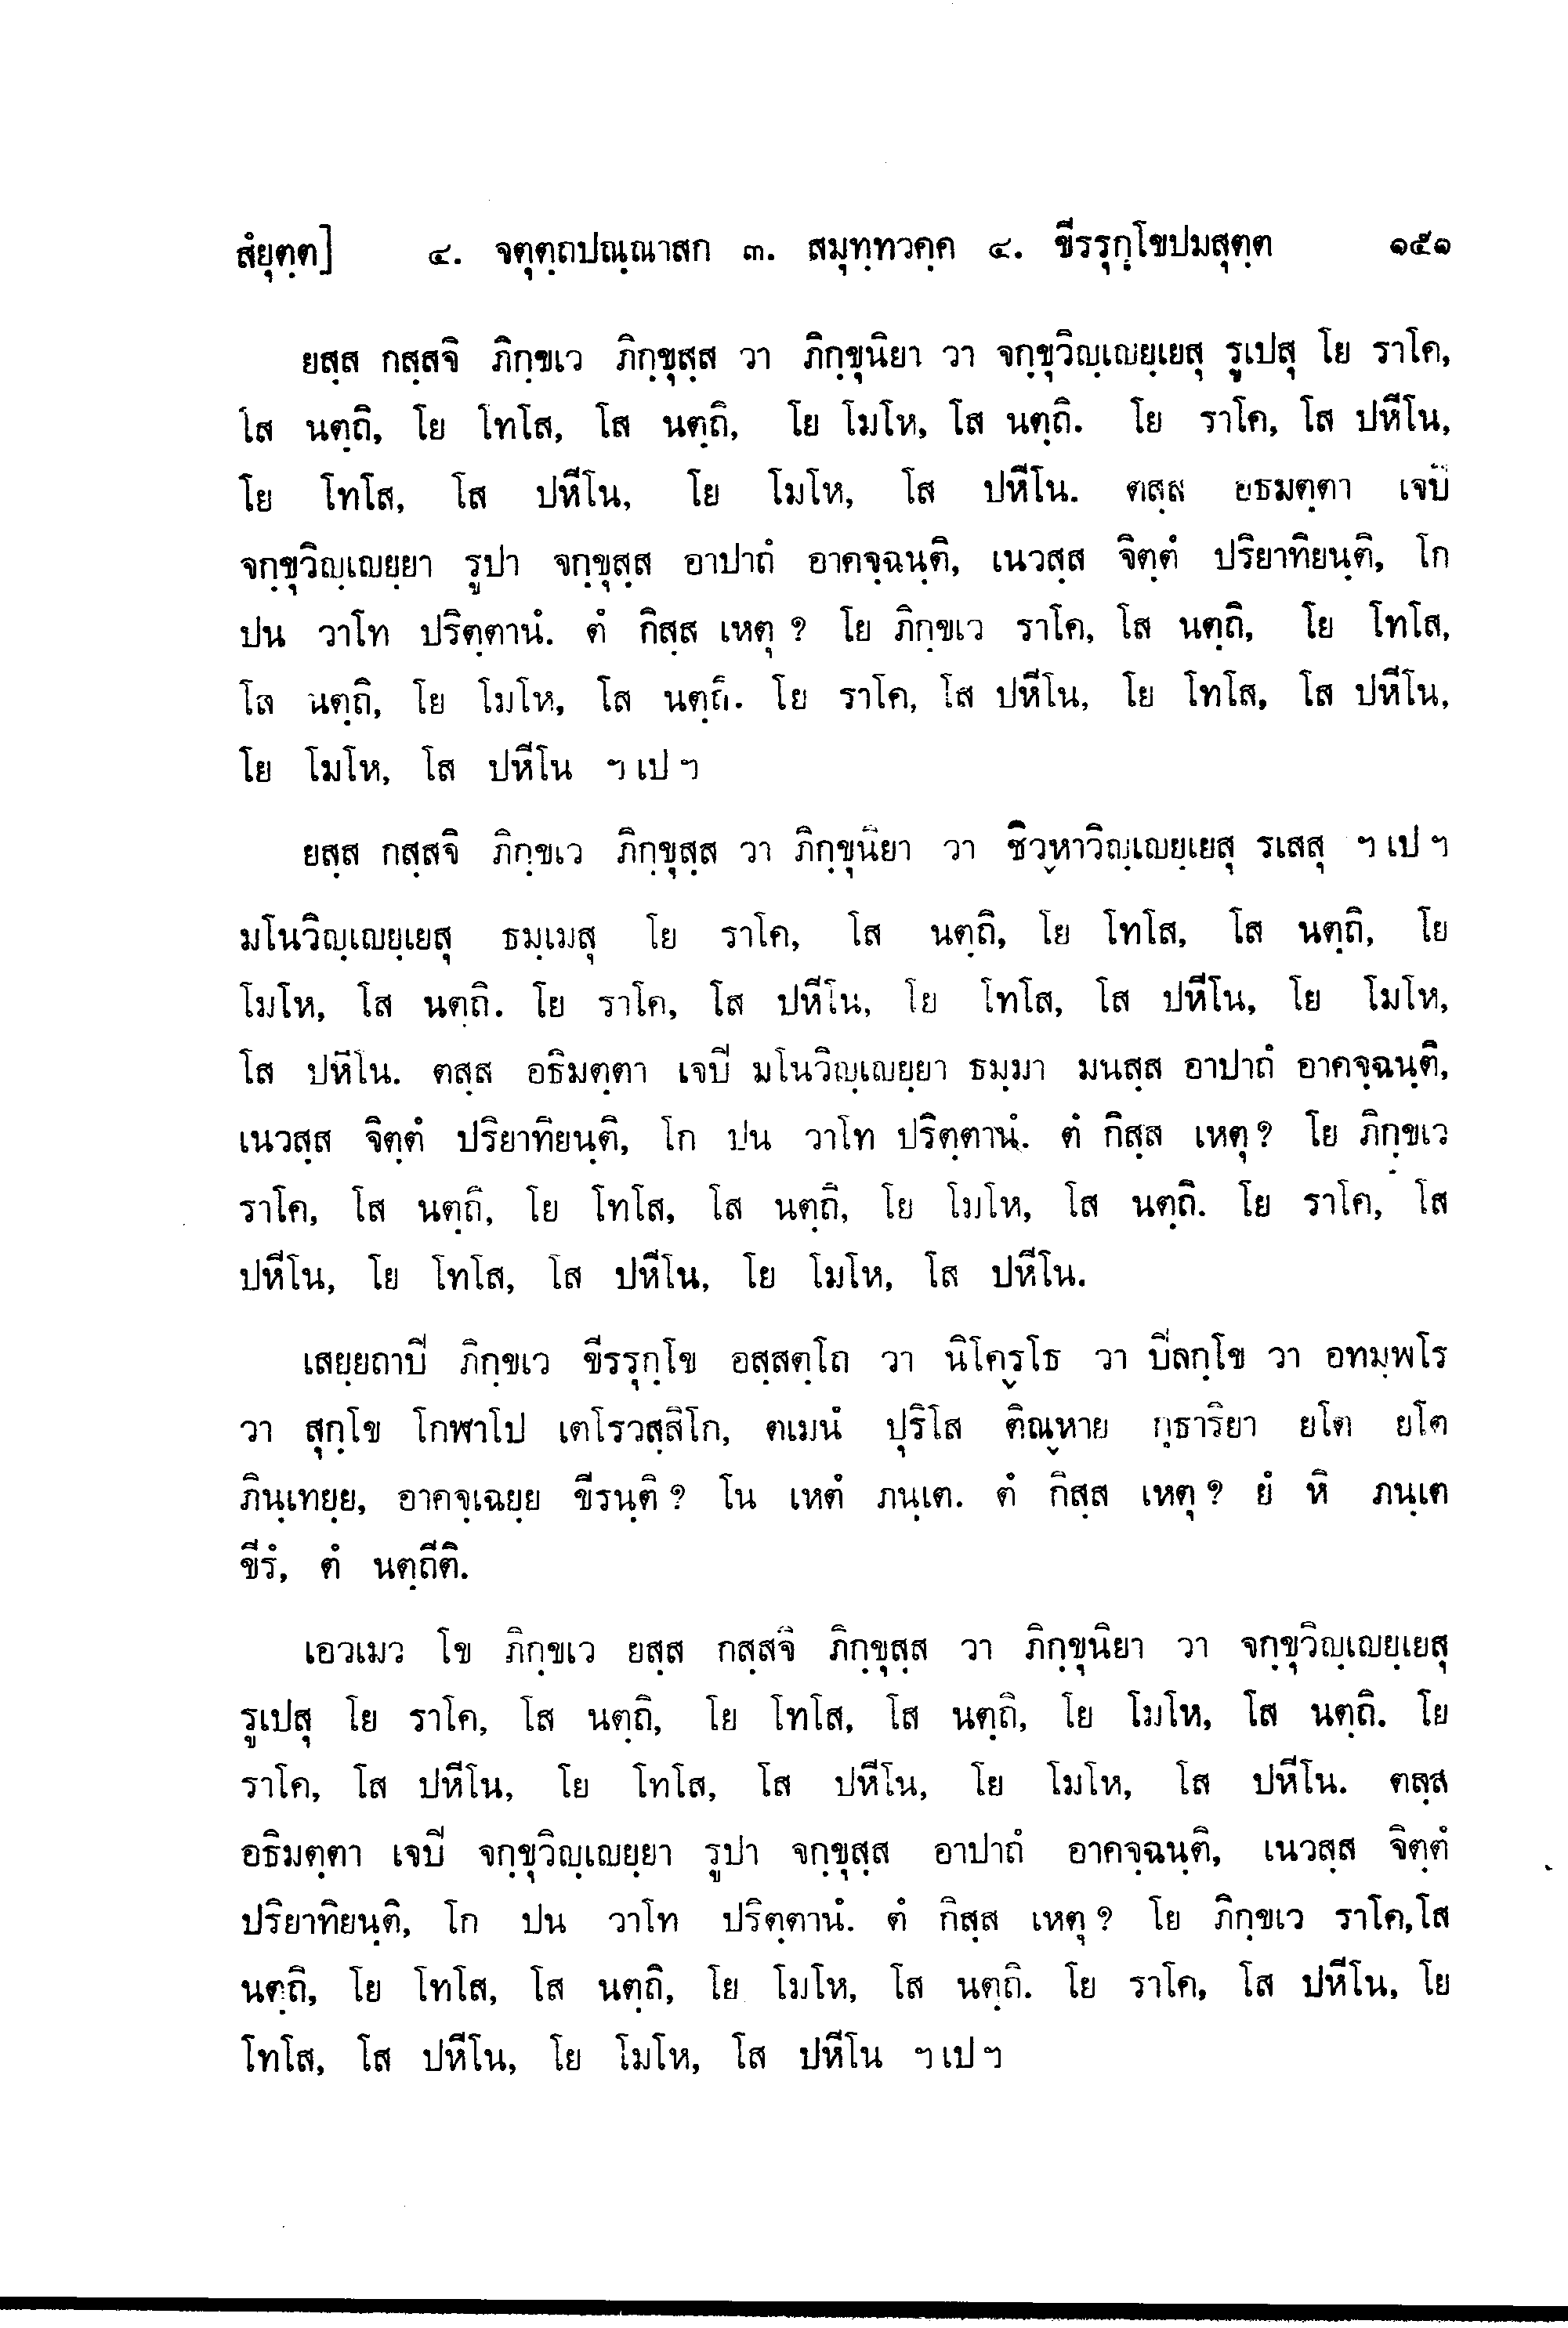 สํยุตฺต] ๔. จตุตฺถปณฺณาสก ๓. สมุทฺทวคฺค ๔. ขีรรุกฺโขปมสุตฺต ๑๕๑
ยสฺส กสฺสจิ ภิกฺขเว ภิกฺขุสฺส วา ภิกฺขุนิยา วา จกฺขุวิญฺเญยฺเยสุ รูเปสุ โย ราโค,
โส นตฺถิ, โย โทโส, โส นตฺถิ, โย โมโห, โส นตฺถิ. โย ราโค, โส ปหีโน,
โย โทโส, โส ปหีโน, โย โมโห, โส ปหีโน. ตสฺส อธิมตฺตา เจปิ
จกฺขุวิญฺเญยฺยา รูปา จกฺขุสฺส อาปาถํ อาคจฺฉนฺติ, เนวสฺส จิตฺตํ ปริยาทิยนฺติ, โก
ปน วาโท ปริตฺตานํ. ตํ กิสฺส เหตุ ? โย ภิกฺขเว ราโค, โส นตฺถิ, โย โทโส,
โส นตฺถิ, โย โมโห, โส นตฺถิ. โย ราโค, โส ปหีโน, โย โทโส, โส ปหีโน,
โย โมโห, โส ปหีโน ฯ เป ฯ
ยสฺส กสฺสจิ ภิกฺขเว ภิกฺขุสฺส วา ภิกฺขุนิยา วา ชิวฺหาวิญฺเญยฺเยสุ รเสสุ ฯ เป ฯ
มโนวิญฺเญยฺเยสุ ธมฺเมสุ โย ราโค, โส นตฺถิ, โย โทโส, โส นตฺถิ, โย
โมโห, โส นตฺถิ. โย ราโค, โส ปหีโน, โย โทโส, โส ปหีโน, โย โมโห,
โส ปหีโน. ตสฺส อธิมตฺตา เจปิ มโนวิญฺเญยฺยา ธมฺมา มนสฺส อาปาถํ อาคจฺฉนฺติ,
เนวสฺส จิตฺตํ ปริยาทิยนฺติ, โก ปน วาโท ปริตฺตานํ. ตํ กิสฺส เหตุ ? โย ภิกฺขเว
ราโค, โส นตฺถิ, โย โทโส, โส นตฺถิ, โย โมโห, โส นตฺถิ. โย ราโค, โส
ปหีโน, โย โทโส, โส ปหีโน, โย โมโห, โส ปหีโน.
เสยฺยถาปิ ภิกฺขเว ขีรรุกฺโข อสฺสตฺโถ วา นิโคฺรโธ วา ปิลกฺโข วา อุทมฺพโร
วา สุกฺโข โกฬาโป เตโรวสฺสิโก, ตเมนํ ปุริโส ติณฺหาย กุธาริยา ยโต ยโต
ภินฺเทยฺย, อาคจฺเฉยฺย ขีรนฺติ ? โน เหตํ ภนฺเต. ตํ กิสฺส เหตุ ? ยํ หิ ภนฺเต
ขีรํ, ตํ นตฺถีติ.
เอวเมว โข ภิกฺขเว ยสฺส กสฺสจิ ภิกฺขุสฺส วา ภิกฺขุนิยา วา จกฺขุวิญฺเญยฺเยสุ
รูเปสุ โย ราโค, โส นตฺถิ, โย โทโส, โส นตฺถิ, โย โมโห, โส นตฺถิ. โย
ราโค, โส ปหีโน, โย โทโส, โส ปหีโน, โย โมโห, โส ปหีโน. ตสฺส
อธิมตฺตา เจปิ จกฺขุวิญฺเญยฺยา รูปา จกฺขุสฺส อาปาถํ อาคจฺฉนฺติ, เนวสฺส จิตฺตํ
ปริยาทิยนฺติ, โก ปน วาโท ปริตฺตานํ. ตํ กิสฺส เหตุ ? โย ภิกฺขเว ราโค, โส
นตฺถิ, โย โทโส, โส นตฺถิ, โย โมโห, โส นตฺถิ. โย ราโค, โส ปหีโน, โย
โทโส, โส ปหีโน, โย โมโห, โส ปหีโน ฯ เป ฯ